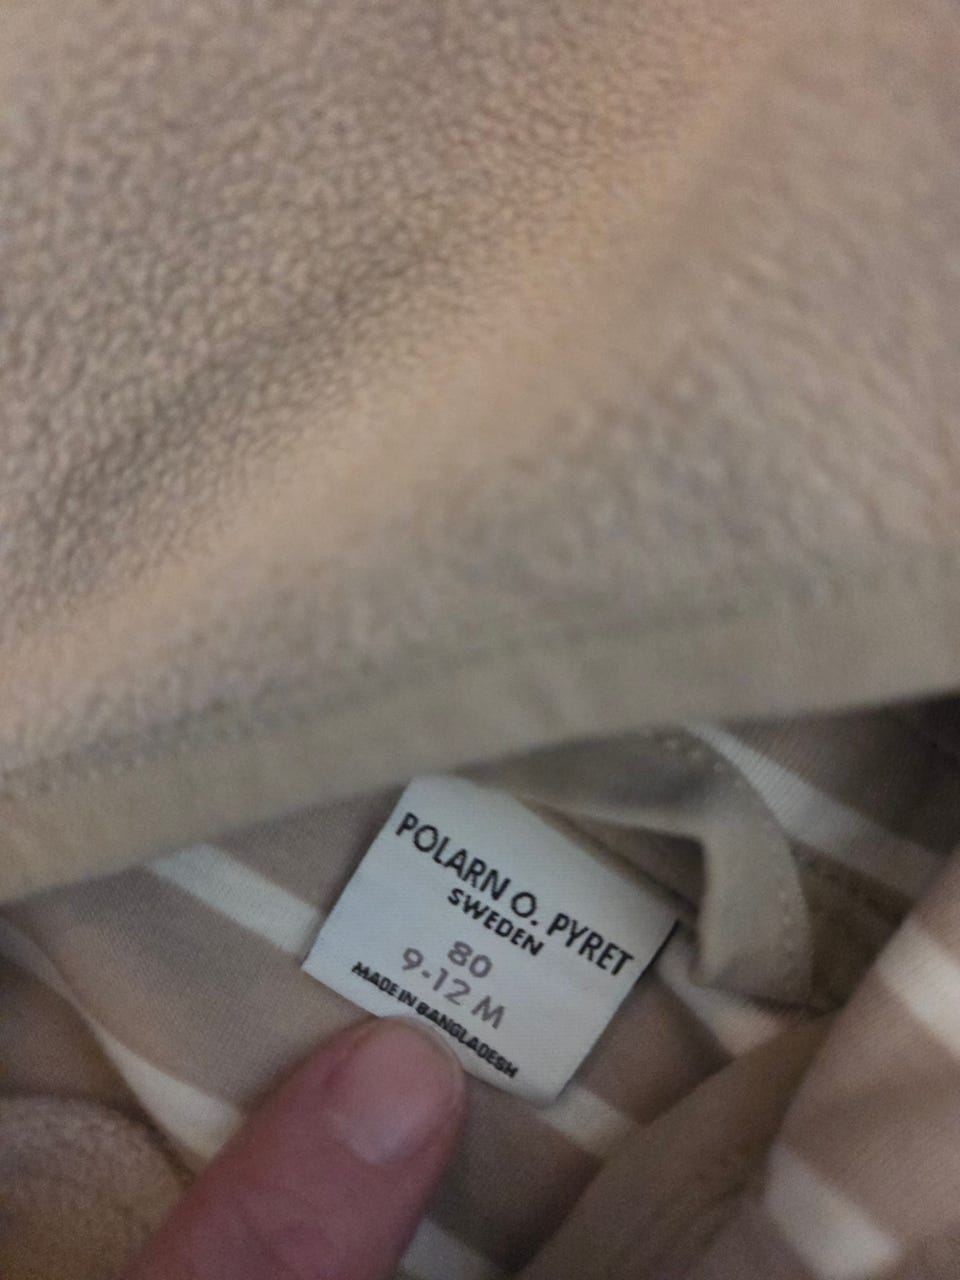 POLARN O. PYRET
SWEDEN
80
9-12 M
MADE IN BANGLADESH